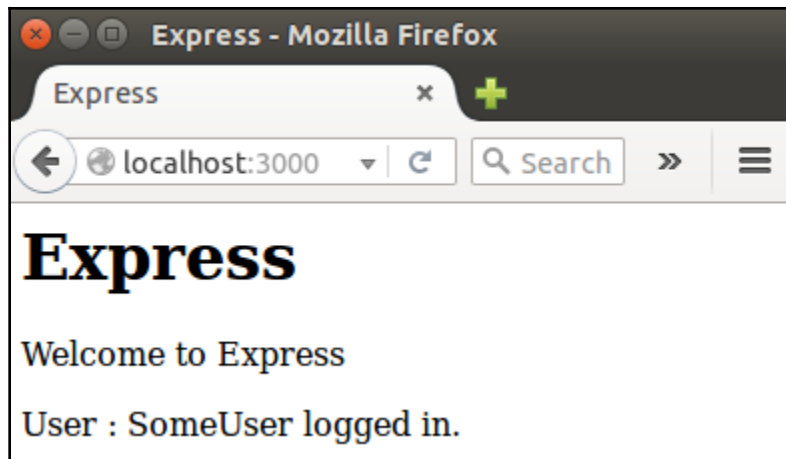 Express - Mozilla Firefox
Express
localhost:3000
Search
Express
Welcome to Express
User : SomeUser logged in.